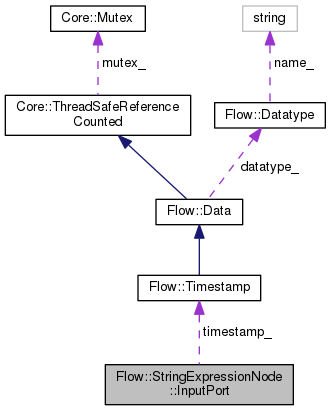 Core::Mutex
string
mutex_
name_
Core::ThreadSafeReference
Counted
Flow::Datatype
datatype_
Flow::Data
Flow::Timestamp
timestamp_
Flow::StringExpressionNode
::InputPort